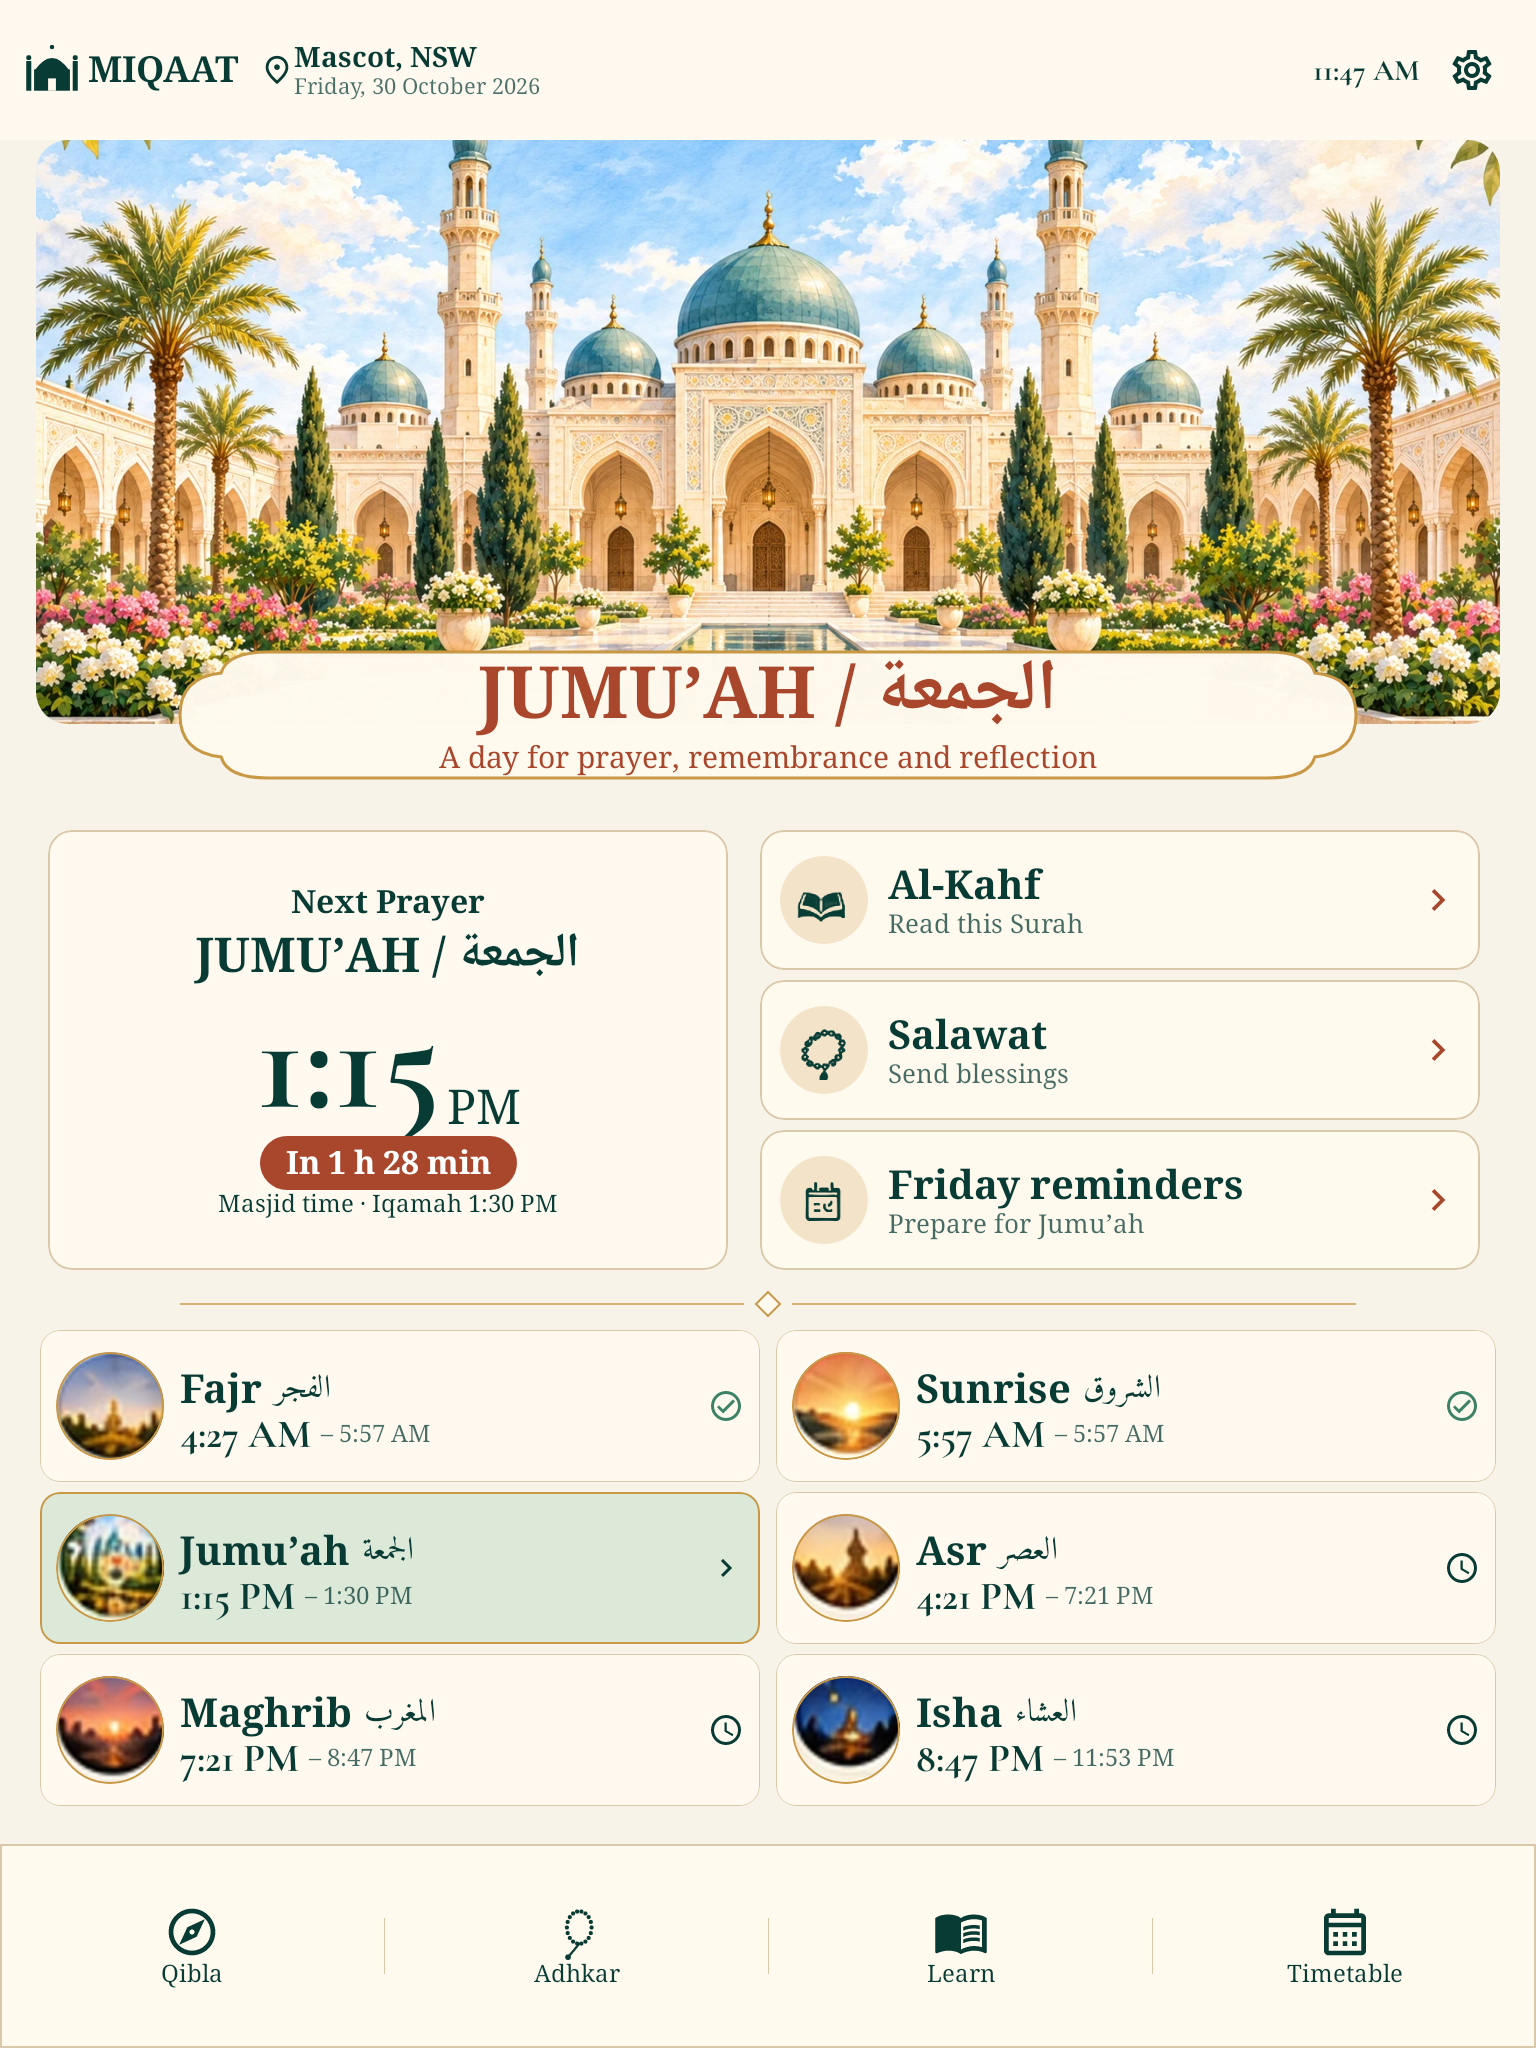 MIQAAT
Mascot, NSW
Friday, 30 October 2026
11:47 AM
JUMU’AH / الجمعة
A day for prayer, remembrance and reflection
Next Prayer
JUMU’AH / الجمعة
1:15 PM
In 1 h 28 min
Masjid time · Iqamah 1:30 PM
Al-Kahf
Read this Surah
Salawat
Send blessings
Friday reminders
Prepare for Jumu’ah
Fajr الفجر
4:27 AM – 5:57 AM
Sunrise الشروق
5:57 AM – 5:57 AM
Jumu’ah الجمعة
1:15 PM – 1:30 PM
Asr العصر
4:21 PM – 7:21 PM
Maghrib المغرب
7:21 PM – 8:47 PM
Isha العشاء
8:47 PM – 11:53 PM
Qibla
Adhkar
Learn
Timetable